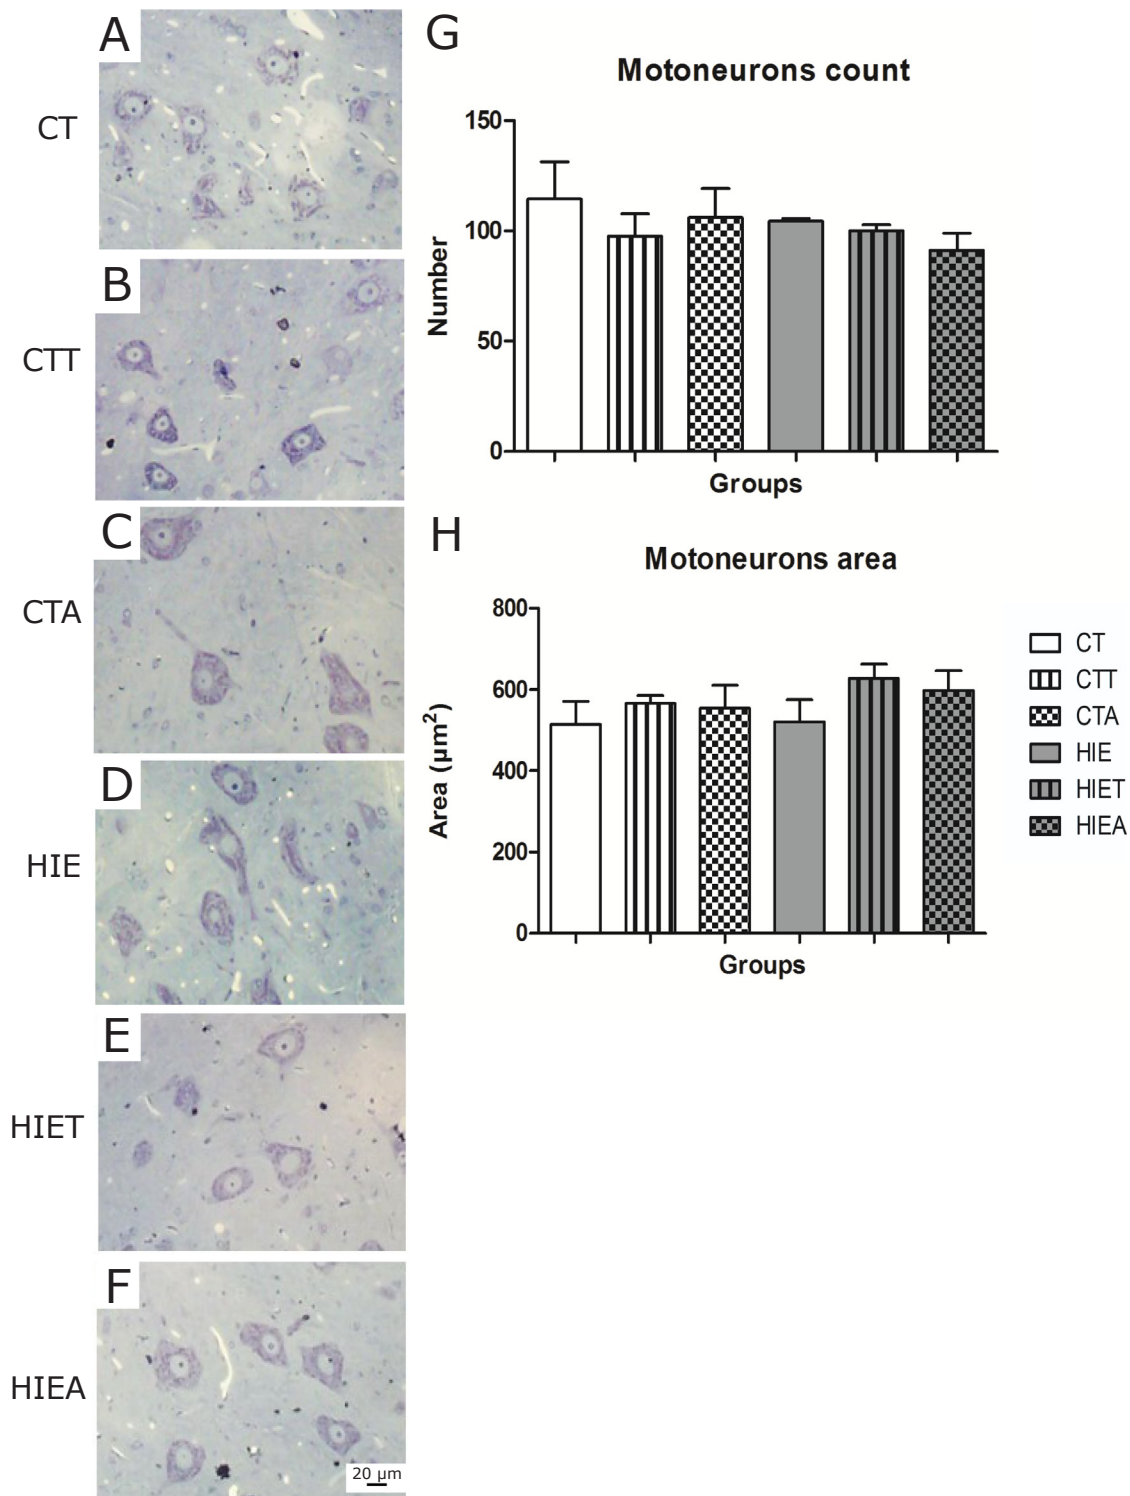 A
CT
B
CTT
C
CTA
D
HIE
E
HIET
F
HIEA
20 µm
G
Motoneurons count
150
100
50
0
Number
Groups
H
Motoneurons area
800
600
400
200
0
Area (µm²)
Groups
CT
CTT
CTA
HIE
HIET
HIEA